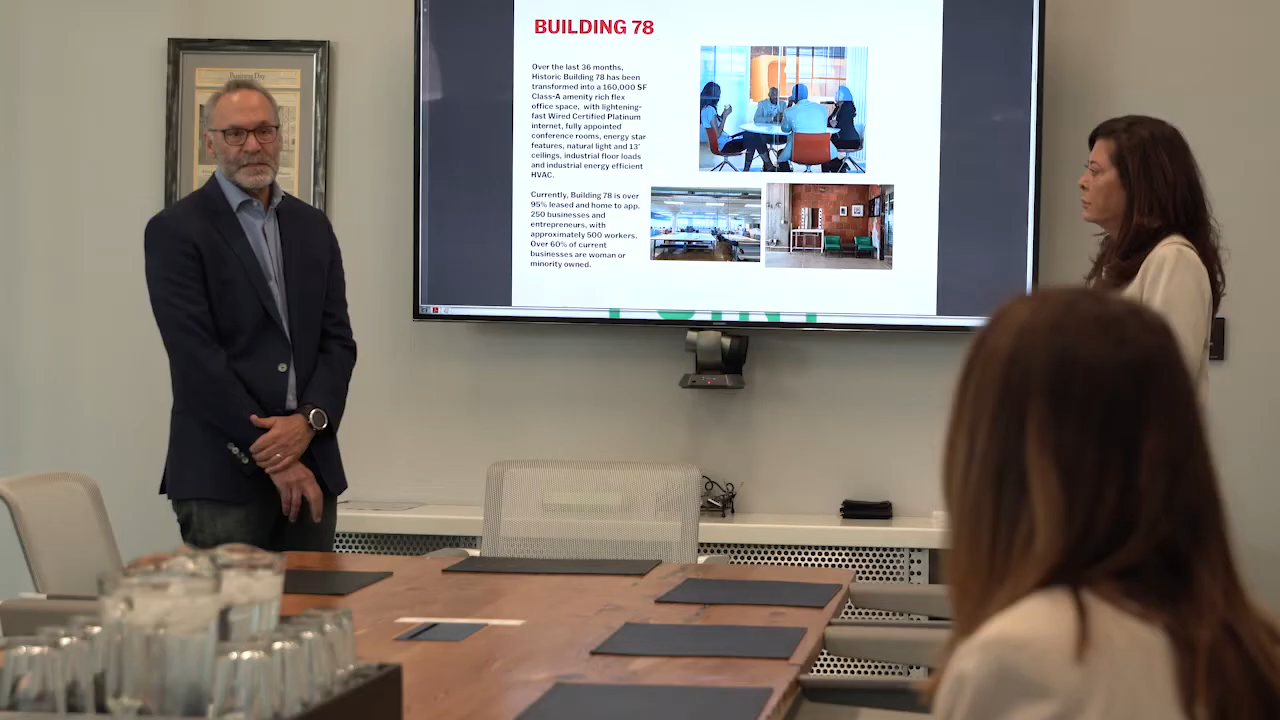 Business Day
BUILDING 78
Over the last 36 months,
Historic Building 78 has been
transformed into a 160,000 SF
Class-A amenity rich flex
office space, with lightening-
fast Wired Certified Platinum
internet, fully appointed
conference rooms, energy star
features, natural light and 13'
ceilings, industrial floor loads
and industrial energy efficient
HVAC.
Currently, Building 78 is over
95% leased and home to app.
250 businesses and
entrepreneurs, with
approximately 500 workers.
Over 60% of current
businesses are woman or
minority owned.
POINT